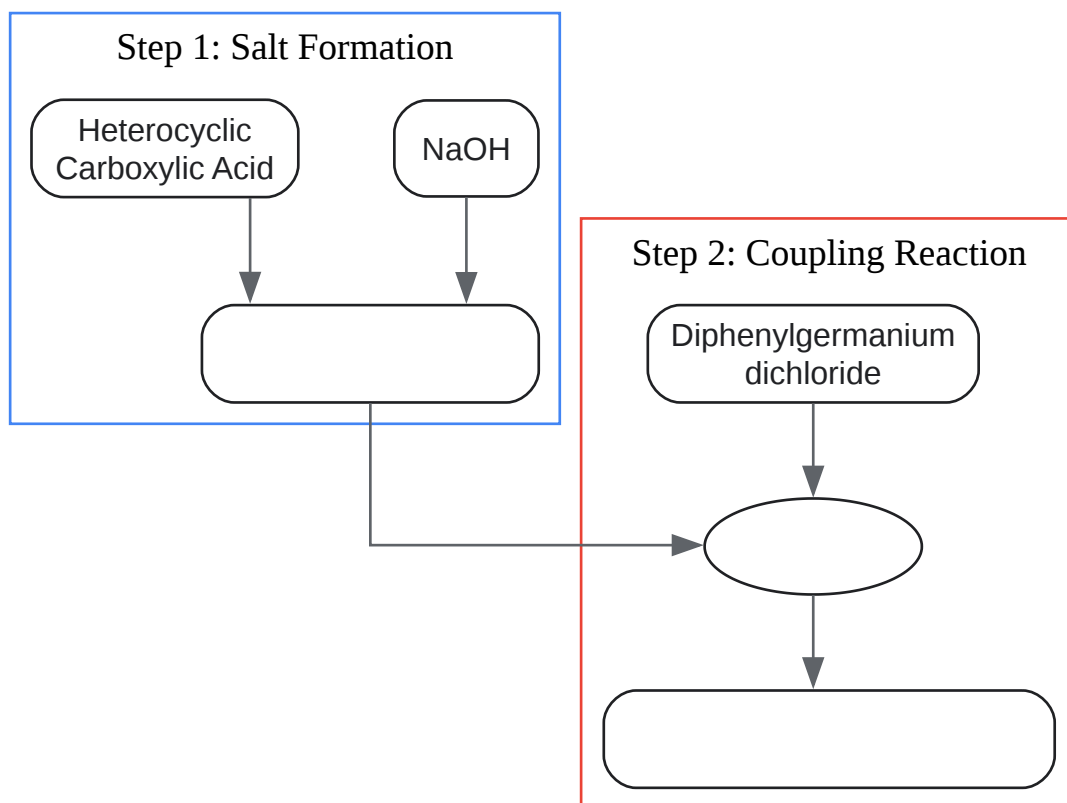 Step 1: Salt Formation
Heterocyclic
Carboxylic Acid
NaOH
Step 2: Coupling Reaction
Diphenylgermanium
dichloride